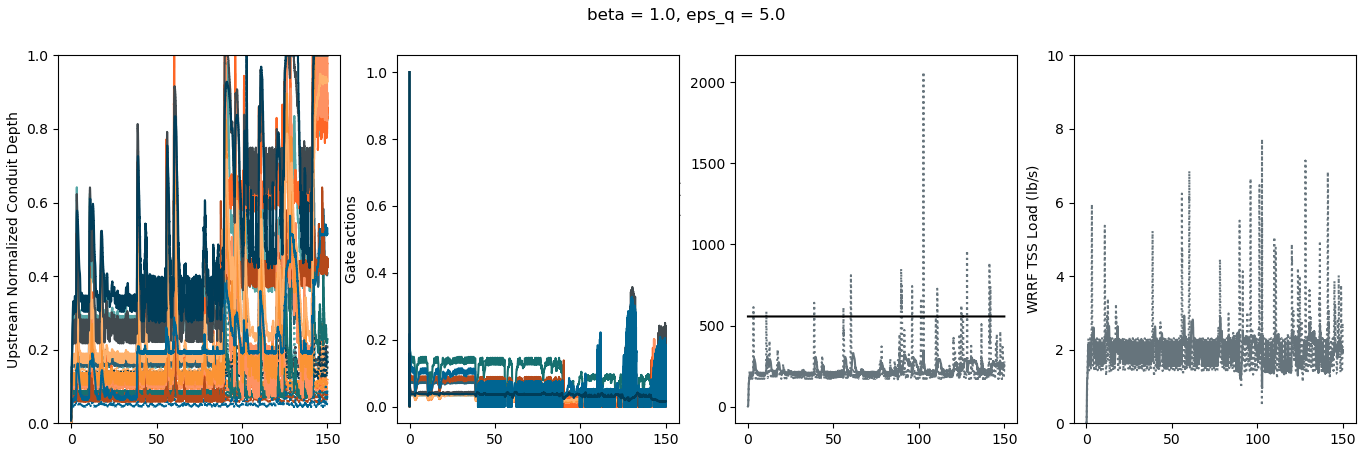 beta = 1.0, eps_q = 5.0
Upstream Normalized Conduit Depth
1.0
0.8
0.6
0.4
0.2
0.0
0 50 100 150
Gate actions
1.0
0.8
0.6
0.4
0.2
0.0
0 50 100 150
2000
1500
1000
500
0
0 50 100 150
WRRF TSS Load (lb/s)
10
8
6
4
2
0
0 50 100 150